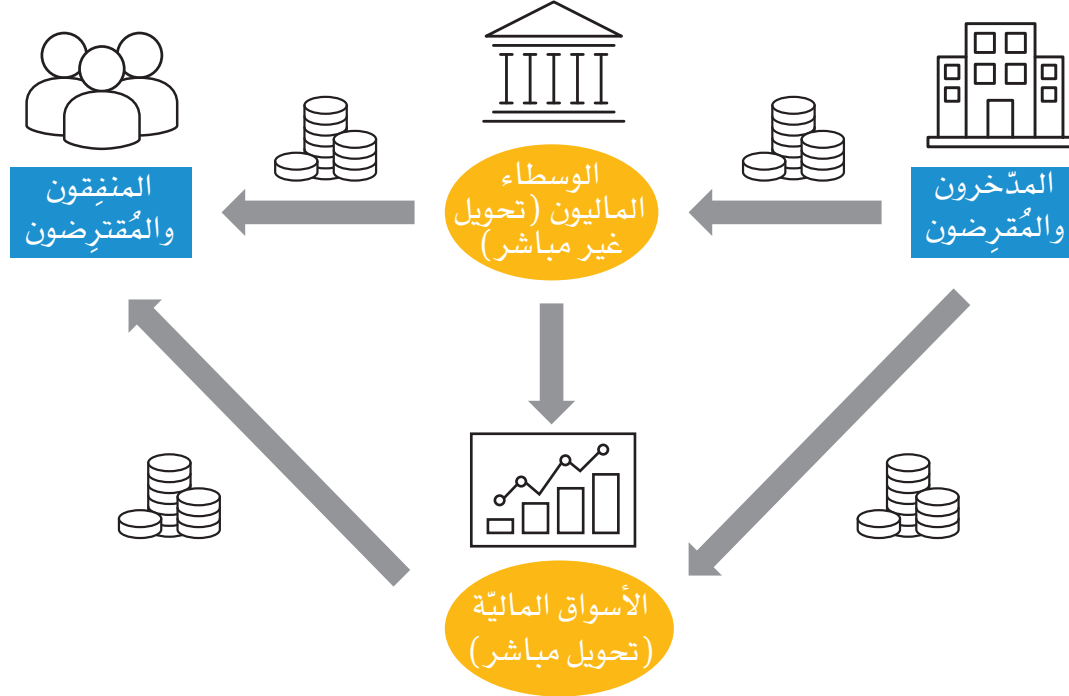 المدّخرون
والمُقرِضون
الوسطاء
الماليون (تحويل
غير مباشر)
المنفِقون
والمُقترِضون
الأسواق الماليّة
(تحويل مباشر)